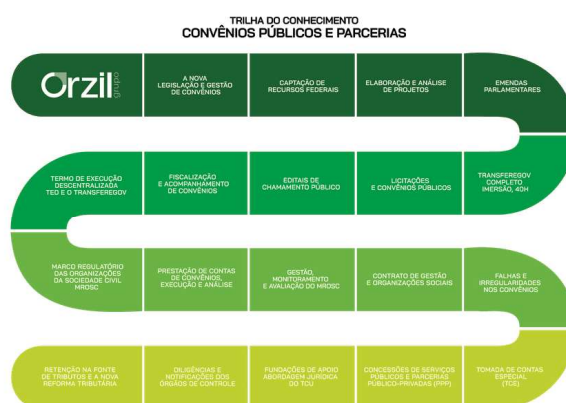 TRILHA DO CONHECIMENTO
CONVÊNIOS PÚBLICOS E PARCERIAS
Orzil
grupo
A NOVA
LEGISLAÇÃO E GESTÃO
DE CONVÊNIOS
CAPTAÇÃO DE
RECURSOS FEDERAIS
ELABORAÇÃO E ANÁLISE
DE PROJETOS
EMENDAS
PARLAMENTARES
TERMO DE EXECUÇÃO
DESCENTRALIZADA
TED E O TRANSFEREGOV
FISCALIZAÇÃO
E ACOMPANHAMENTO
DE CONVÊNIOS
EDITAIS DE
CHAMAMENTO PÚBLICO
LICITAÇÕES
E CONVÊNIOS PÚBLICOS
TRANSFEREGOV
COMPLETO
IMERSÃO, 40H
MARCO REGULATÓRIO
DAS ORGANIZAÇÕES
DA SOCIEDADE CIVIL
MROSC
PRESTAÇÃO DE CONTAS
DE CONVÊNIOS,
EXECUÇÃO E ANÁLISE
GESTÃO,
MONITORAMENTO
E AVALIAÇÃO DO MROSC
CONTRATO DE GESTÃO
E ORGANIZAÇÕES SOCIAIS
FALHAS E
IRREGULARIDADES
NOS CONVÊNIOS
RETENÇÃO NA FONTE
DE TRIBUTOS E A NOVA
REFORMA TRIBUTÁRIA
DILIGÊNCIAS E
NOTIFICAÇÕES DOS
ÓRGÃOS DE CONTROLE
FUNDAÇÕES DE APOIO
ABORDAGEM JURÍDICA
DO TCU
CONCESSÕES DE SERVIÇOS
PÚBLICOS E PARCERIAS
PÚBLICO-PRIVADAS (PPP)
TOMADA DE CONTAS
ESPECIAL
(TCE)